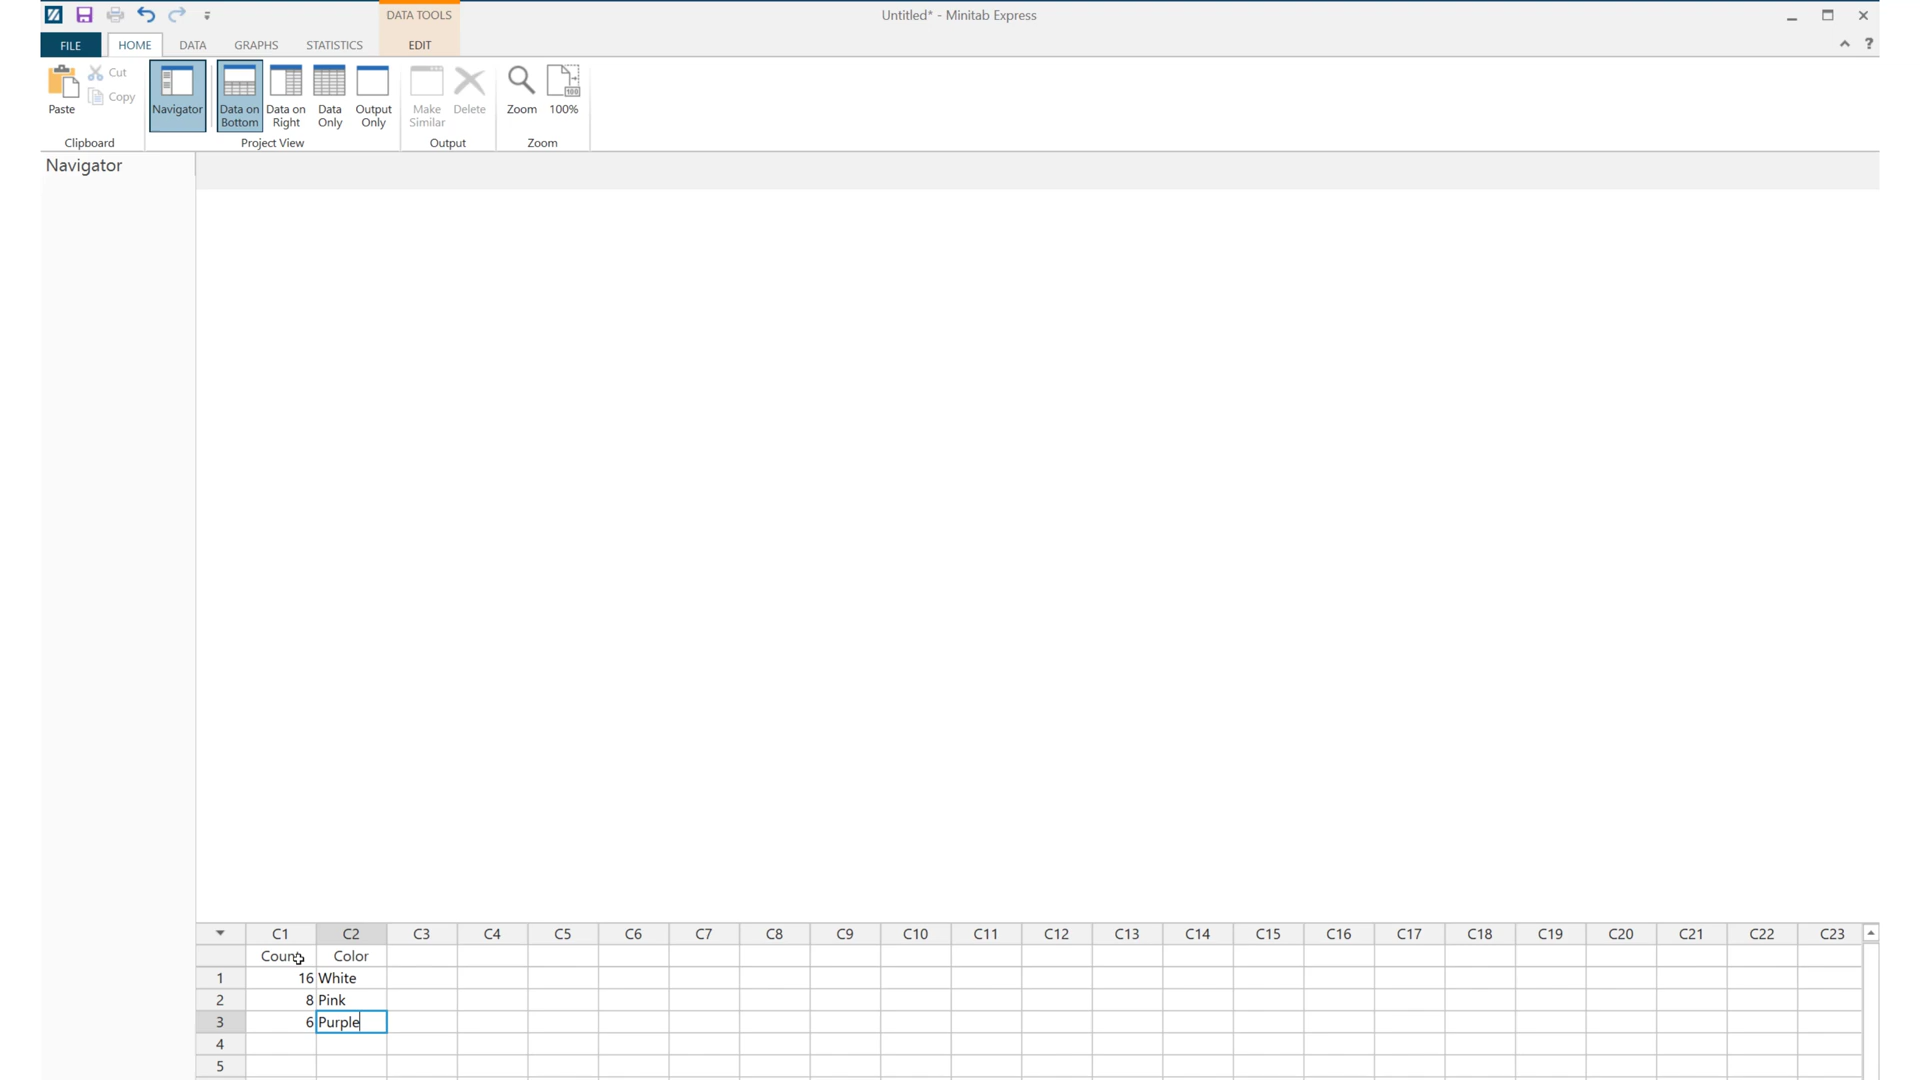 DATA TOOLS
Untitled* - Minitab Express
FILE HOME DATA GRAPHS STATISTICS EDIT
Paste
Cut
Copy
Navigator
Data on Bottom
Data on Right
Data Only
Output Only
Make Similar
Delete
Zoom
100%
Clipboard Project View Output Zoom
Navigator
C1 C2 C3 C4 C5 C6 C7 C8 C9 C10 C11 C12 C13 C14 C15 C16 C17 C18 C19 C20 C21 C22 C23
Count Color
1 16 White
2 8 Pink
3 6 Purple
4
5